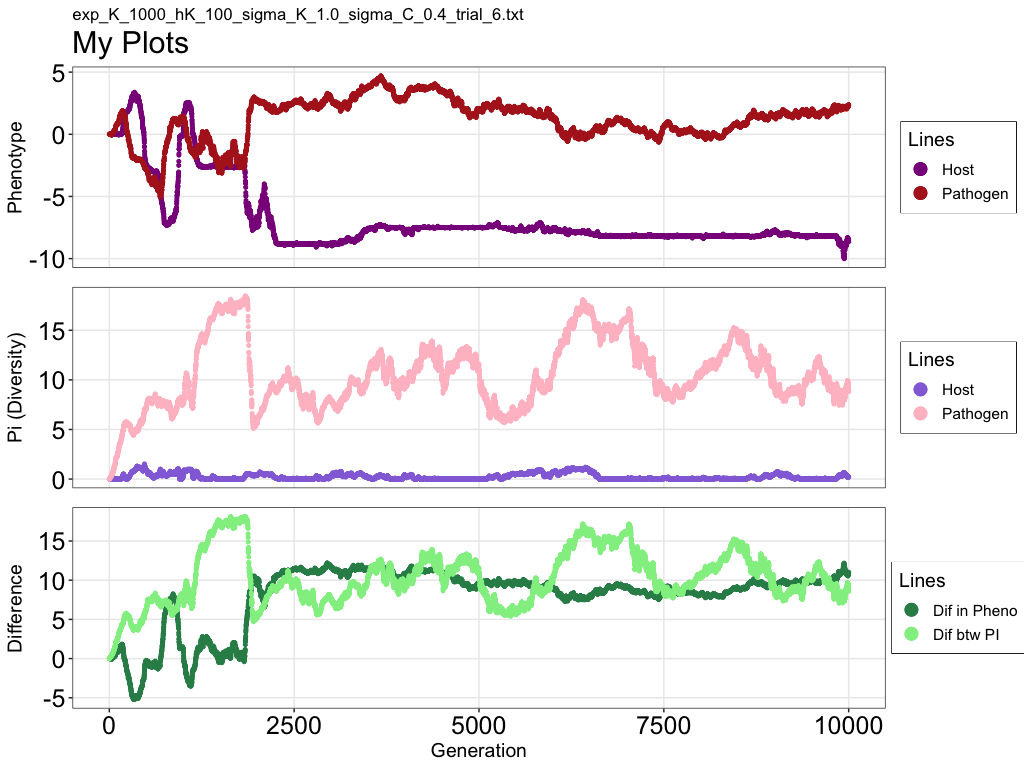 exp_K_1000_hK_100_sigma_K_1.0_sigma_C_0.4_trial_6.txt
My Plots
Phenotype
5
0
-5
-10
Lines
Host
Pathogen
Pi (Diversity)
15
10
5
0
Lines
Host
Pathogen
Difference
15
10
5
0
-5
Lines
Dif in Pheno
Dif btw PI
0 2500 5000 7500 10000
Generation